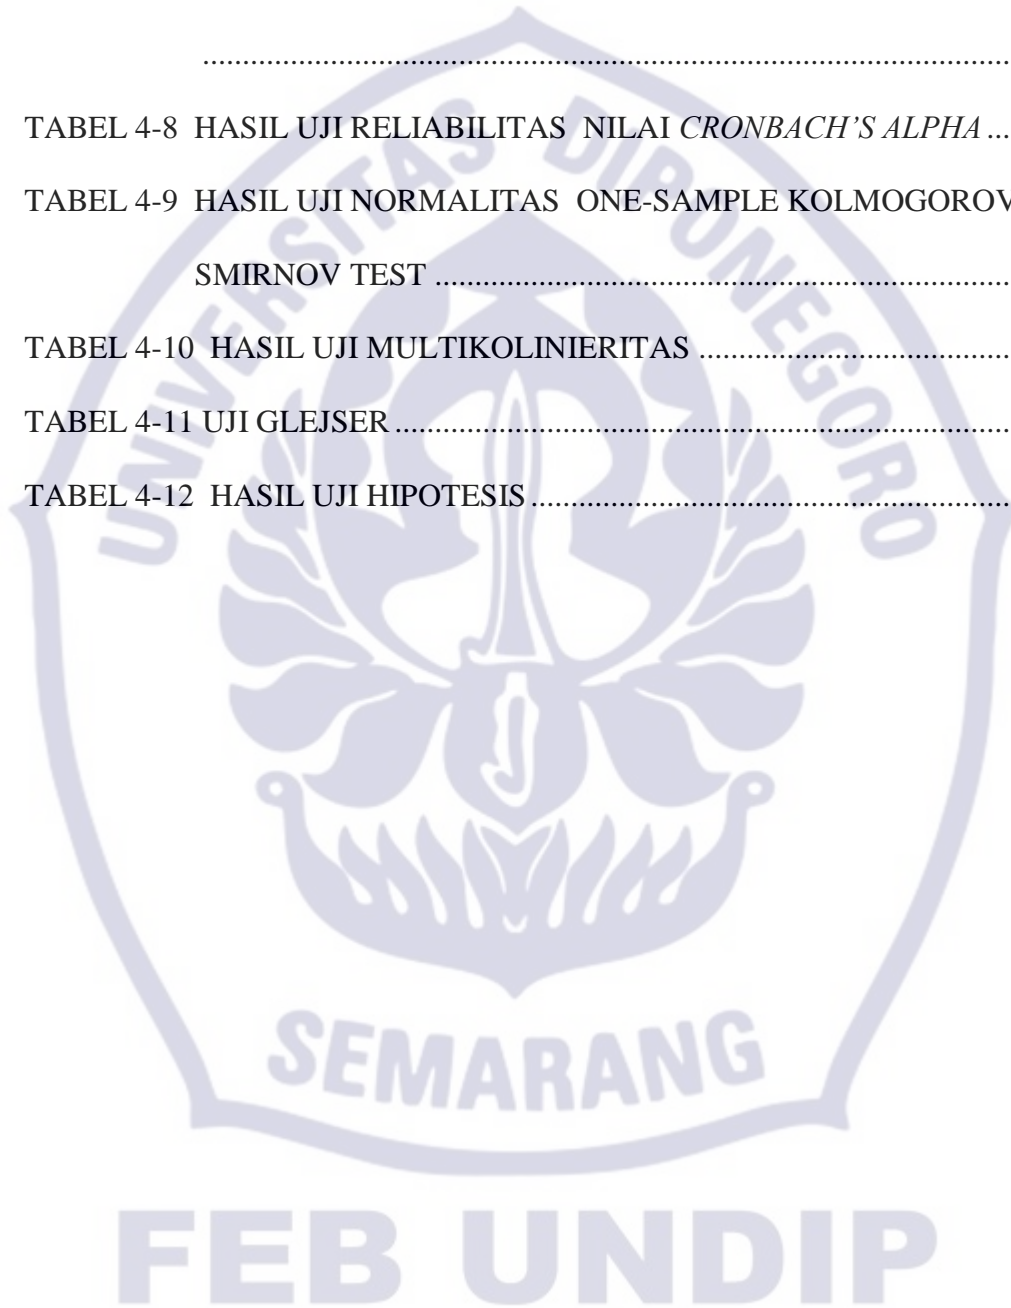 ........................................................................................................
TABEL 4-8  HASIL UJI RELIABILITAS  NILAI CRONBACH’S ALPHA ...
TABEL 4-9  HASIL UJI NORMALITAS  ONE-SAMPLE KOLMOGOROV
SMIRNOV TEST ..........................................................................
TABEL 4-10  HASIL UJI MULTIKOLINIERITAS ........................................
TABEL 4-11 UJI GLEJSER ...............................................................................
TABEL 4-12  HASIL UJI HIPOTESIS .............................................................
UNIVERSITAS DIPONEGORO
SEMARANG
FEB UNDIP